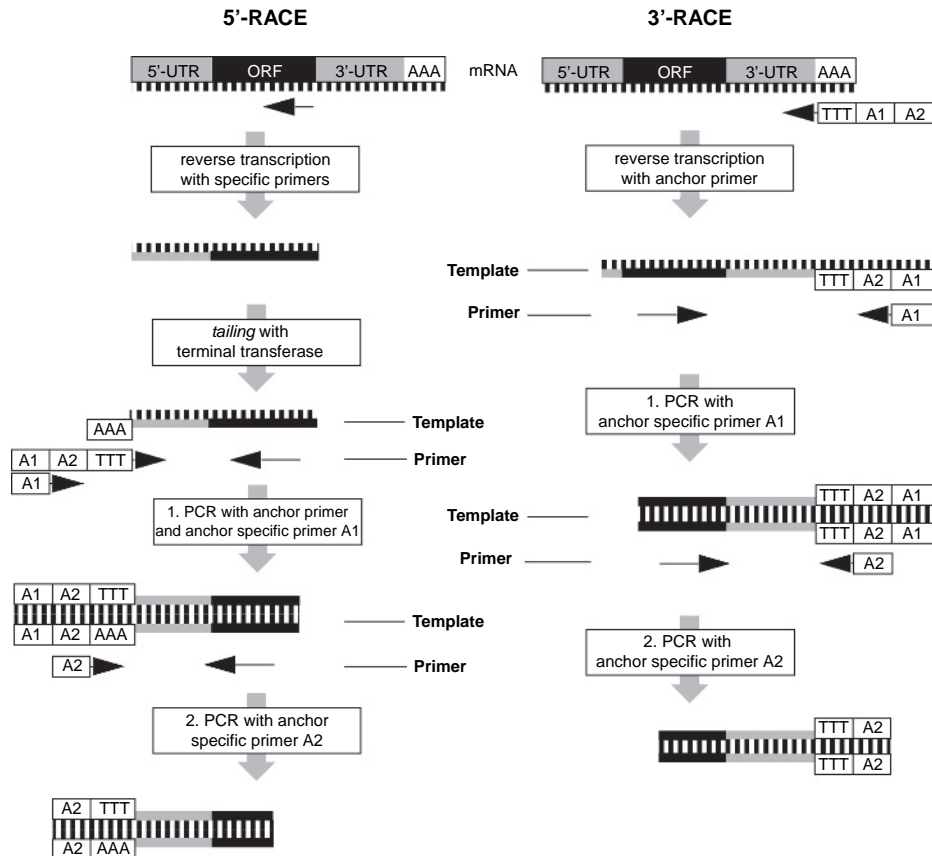 5'-RACE
5'-UTR ORF 3'-UTR AAA
reverse transcription
with specific primers
tailing with
terminal transferase
AAA
Template
A1 A2 TTT
Primer
A1
1. PCR with anchor primer
and anchor specific primer A1
A1 A2 TTT
Template
A1 A2 AAA
A2
Primer
2. PCR with anchor
specific primer A2
A2 TTT
A2 AAA
mRNA
3'-RACE
5'-UTR ORF 3'-UTR AAA
TTT A1 A2
reverse transcription
with anchor primer
Template
TTT A2 A1
Primer
A1
1. PCR with
anchor specific primer A1
TTT A2 A1
Template
TTT A2 A1
Primer
A2
2. PCR with
anchor specific primer A2
TTT A2
TTT A2